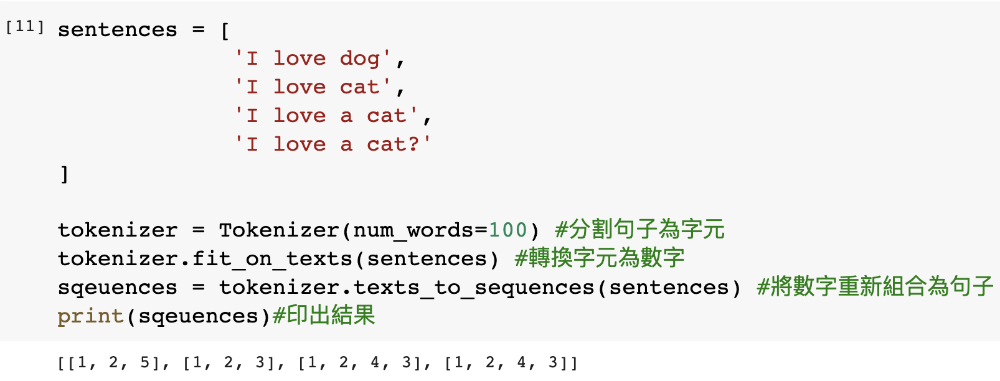 [11] sentences = [
'I love dog',
'I love cat',
'I love a cat',
'I love a cat?'
]
tokenizer = Tokenizer(num_words=100) #分割句子為字元
tokenizer.fit_on_texts(sentences) #轉換字元為數字
sqeuences = tokenizer.texts_to_sequences(sentences) #將數字重新組合為句子
print(sqeuences)#印出結果
[[1, 2, 5], [1, 2, 3], [1, 2, 4, 3], [1, 2, 4, 3]]